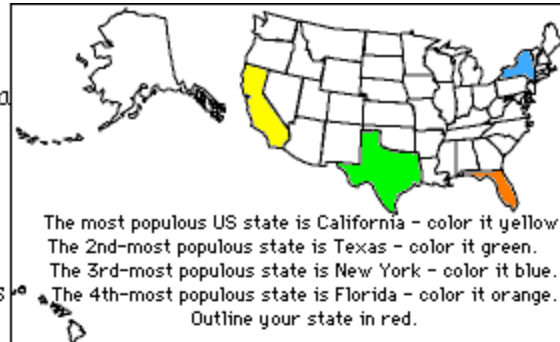 The most populous US state is California - color it yellow
The 2nd-most populous state is Texas - color it green.
The 3rd-most populous state is New York - color it blue.
The 4th-most populous state is Florida - color it orange.
Outline your state in red.